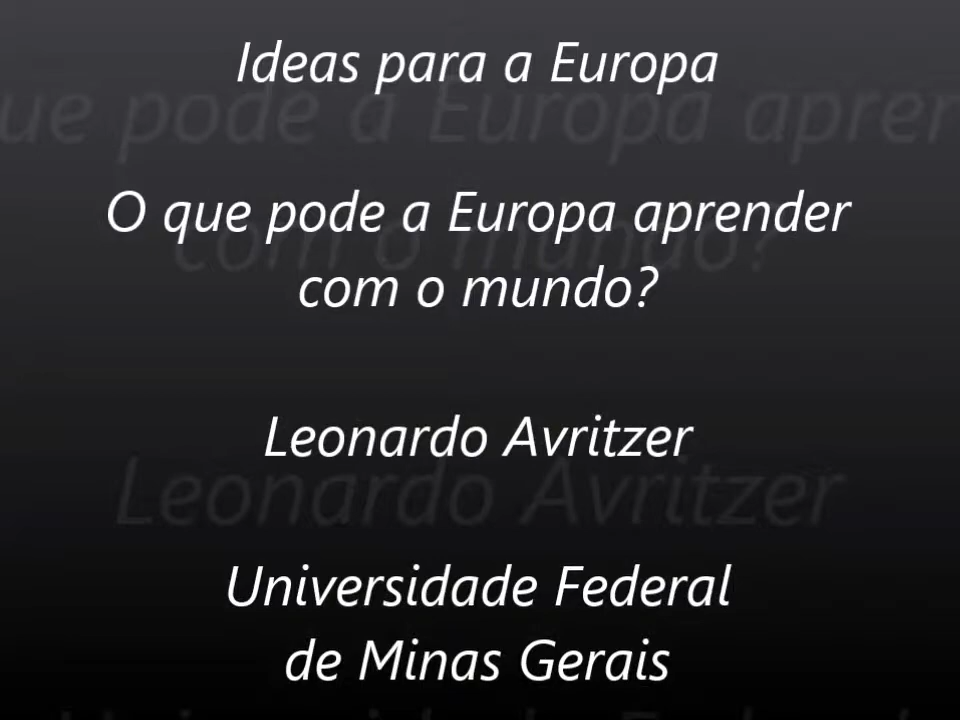 Ideas para a Europa
O que pode a Europa aprender
com o mundo?
Leonardo Avritzer
Universidade Federal
de Minas Gerais